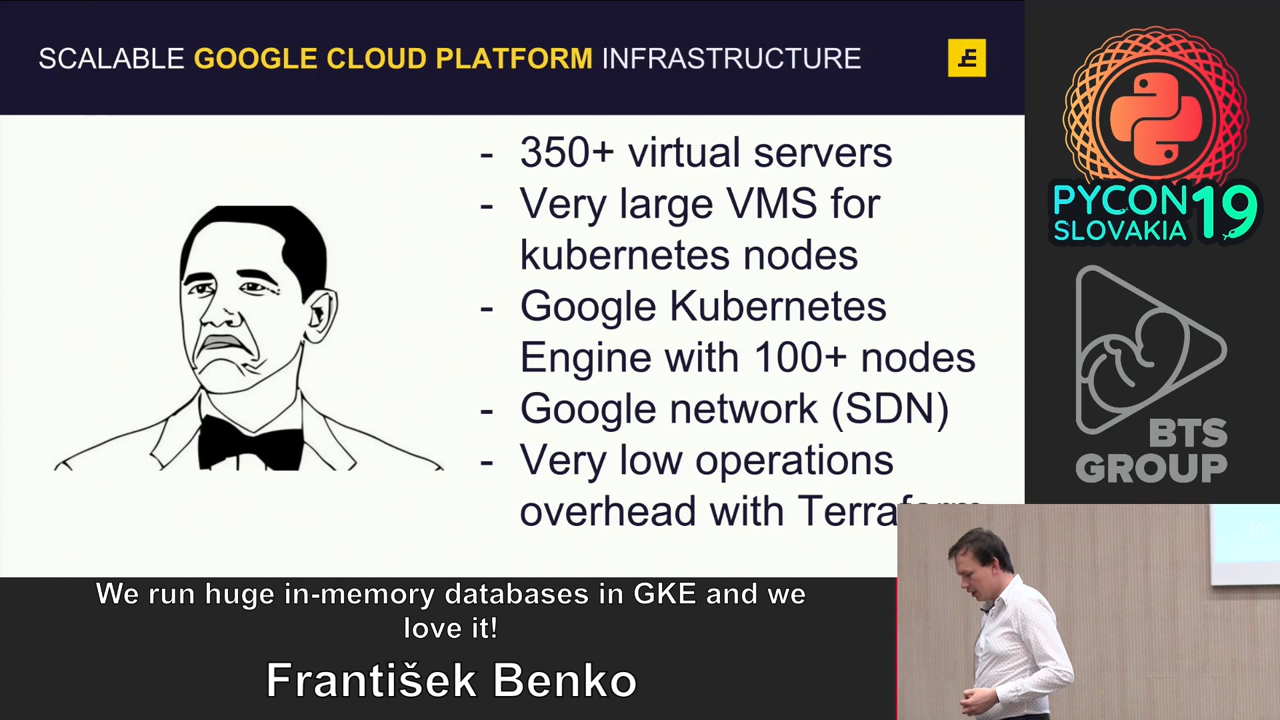 SCALABLE GOOGLE CLOUD PLATFORM INFRASTRUCTURE
- 350+ virtual servers
- Very large VMS for
kubernetes nodes
- Google Kubernetes
Engine with 100+ nodes
- Google network (SDN)
- Very low operations
overhead with Terraform
PYCON
SLOVAKIA 19
BTS
GROUP
We run huge in-memory databases in GKE and we
love it!
František Benko